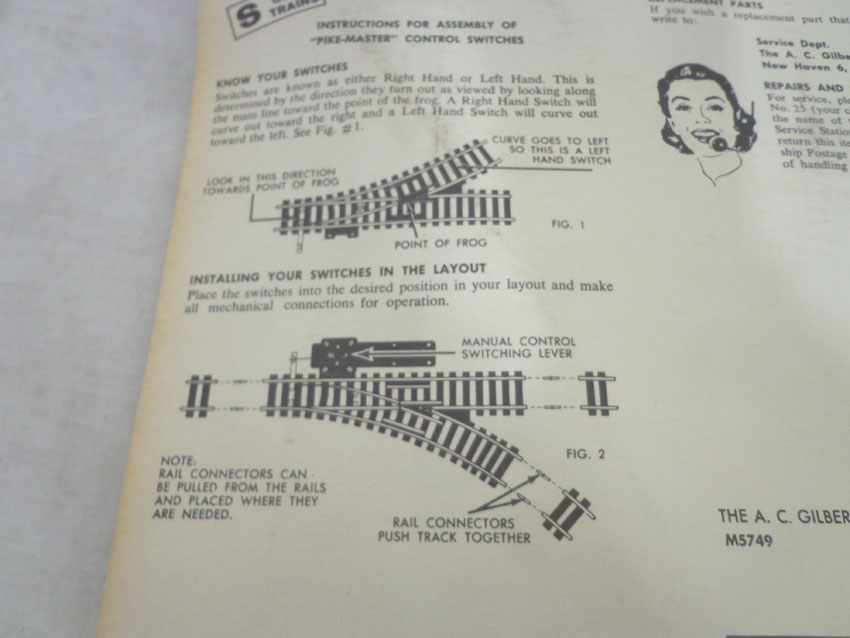 S
TRAINS
INSTRUCTIONS FOR ASSEMBLY OF
"PIKE-MASTER" CONTROL SWITCHES
KNOW YOUR SWITCHES
Switches are known as either Right Hand or Left Hand. This is
determined by the direction they turn out as viewed by looking along
the main line toward the point of the frog. A Right Hand Switch will
curve out toward the right and a Left Hand Switch will curve out
toward the left. See Fig. #1.
CURVE GOES TO LEFT
SO THIS IS A LEFT
HAND SWITCH
LOOK IN THIS DIRECTION
TOWARDS POINT OF FROG
FIG. 1
POINT OF FROG
INSTALLING YOUR SWITCHES IN THE LAYOUT
Place the switches into the desired position in your layout and make
all mechanical connections for operation.
MANUAL CONTROL
SWITCHING LEVER
FIG. 2
NOTE:
RAIL CONNECTORS CAN
BE PULLED FROM THE RAILS
AND PLACED WHERE THEY
ARE NEEDED.
RAIL CONNECTORS
PUSH TRACK TOGETHER
PARTS
If you wish a replacement part that
write to:
Service Dept.
The A. C. Gilbe
New Haven 6,
REPAIRS AND
For service, ple
No. 25 (your c
the name of
Service Statio
return this ite
ship Postage
of handling
THE A. C. GILBER
M5749